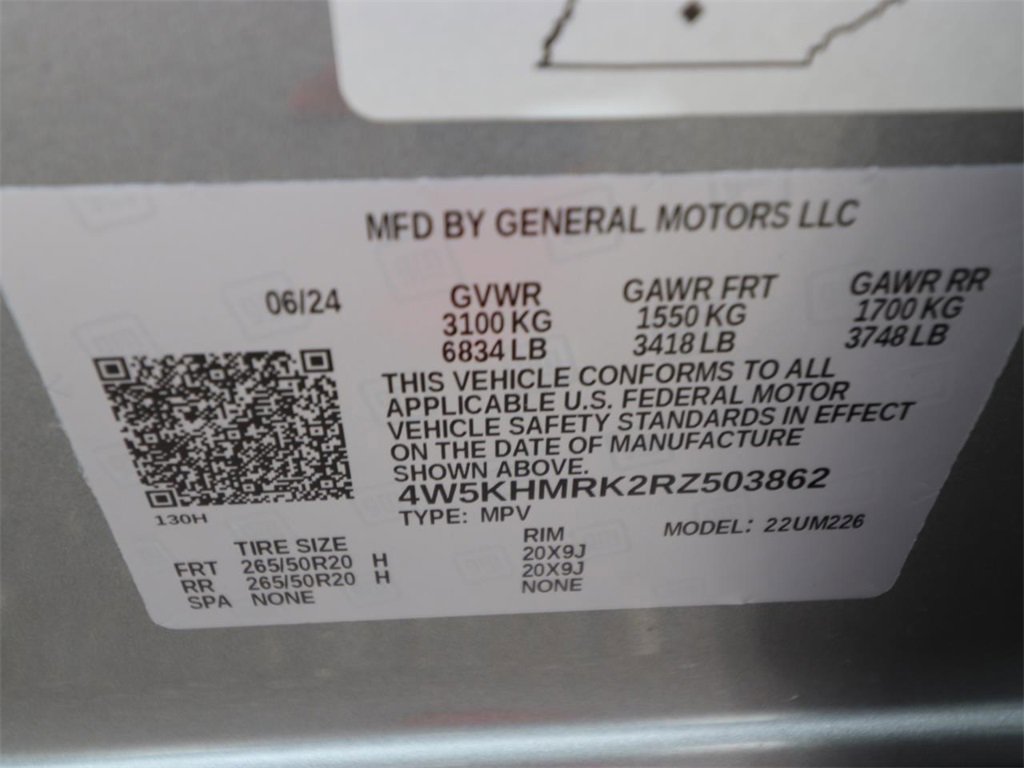 MFD BY GENERAL MOTORS LLC
06/24
GVWR GAWR FRT GAWR RR
3100 KG 1550 KG 1700 KG
6834 LB 3418 LB 3748 LB
THIS VEHICLE CONFORMS TO ALL
APPLICABLE U.S. FEDERAL MOTOR
VEHICLE SAFETY STANDARDS IN EFFECT
ON THE DATE OF MANUFACTURE
SHOWN ABOVE.
4W5KHMRK2RZ503862
130H TYPE: MPV MODEL: 22UM226
TIRE SIZE RIM
FRT 265/50R20 H 20X9J
RR 265/50R20 H 20X9J
SPA NONE NONE